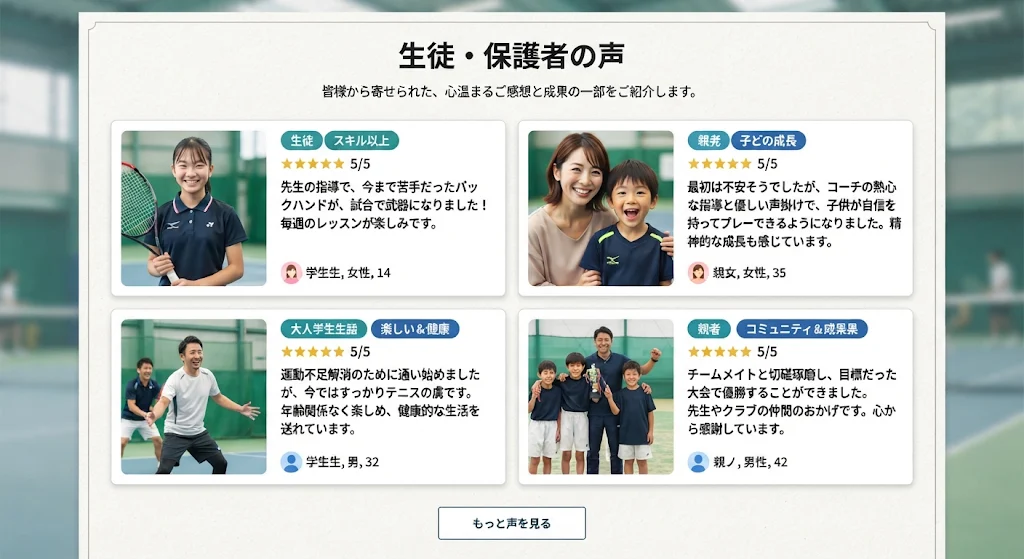 生徒・保護者の声
皆様から寄せられた、心温まるご感想と成果の一部をご紹介します。
生徒 スキル以上
★★★★★ 5/5
先生の指導で、今まで苦手だったバッ
クハンドが、試合で武器になりました！
毎週のレッスンが楽しみです。
学生生, 女性, 14
子どの成長
★★★★★ 5/5
最初は不安そうでしたが、コーチの熱心
な指導と優しい声掛けで、子供が自信を
持ってプレーできるようになりました。精
神的な成長も感じています。
女性, 35
大人学生生 楽しい＆健康
★★★★★ 5/5
運動不足解消のために通い始めました
が、今ではすっかりテニスの虜です。
年齢関係なく楽しめ、健康的な生活を
送れています。
学生生, 男, 32
コミュニティ＆成果果
★★★★★ 5/5
チームメイトと切磋琢磨し、目標だった
大会で優勝することができました。
先生やクラブの仲間のおかげです。心か
ら感謝しています。
親ノ, 男性, 42
もっと声を見る